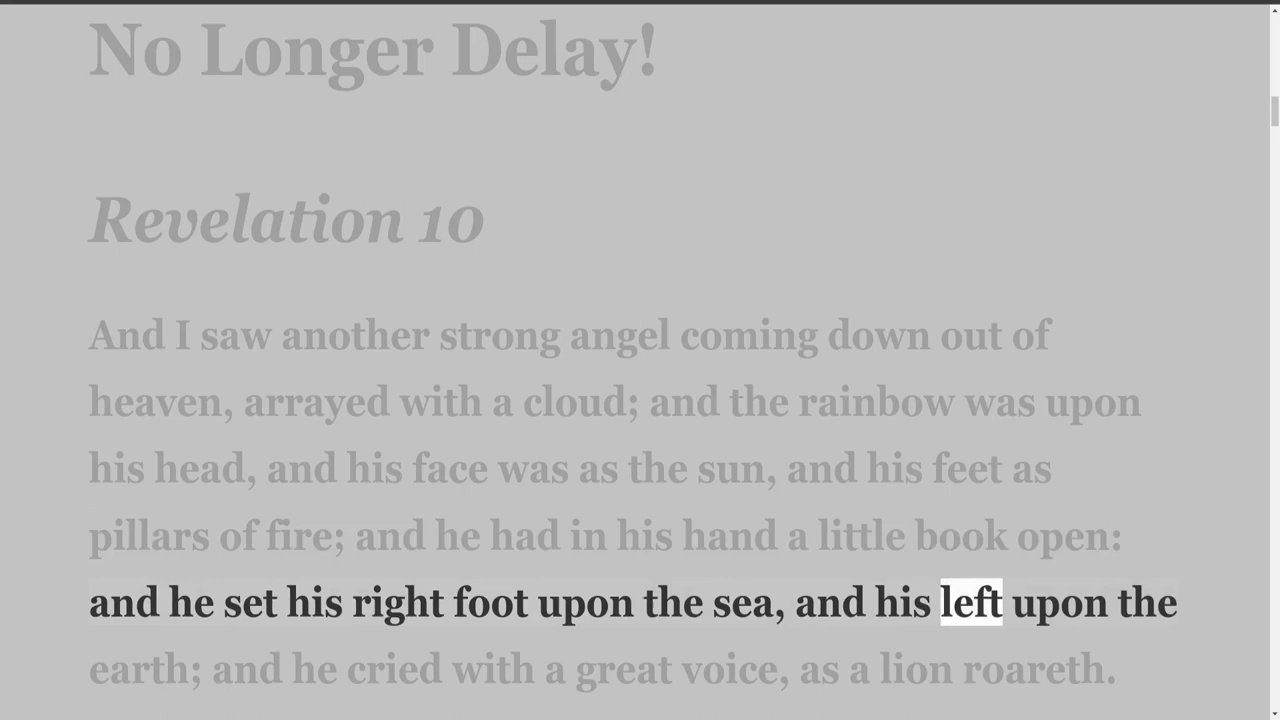 No Longer Delay!
Revelation 10
And I saw another strong angel coming down out of
heaven, arrayed with a cloud; and the rainbow was upon
his head, and his face was as the sun, and his feet as
pillars of fire; and he had in his hand a little book open:
and he set his right foot upon the sea, and his left upon the
earth; and he cried with a great voice, as a lion roareth.